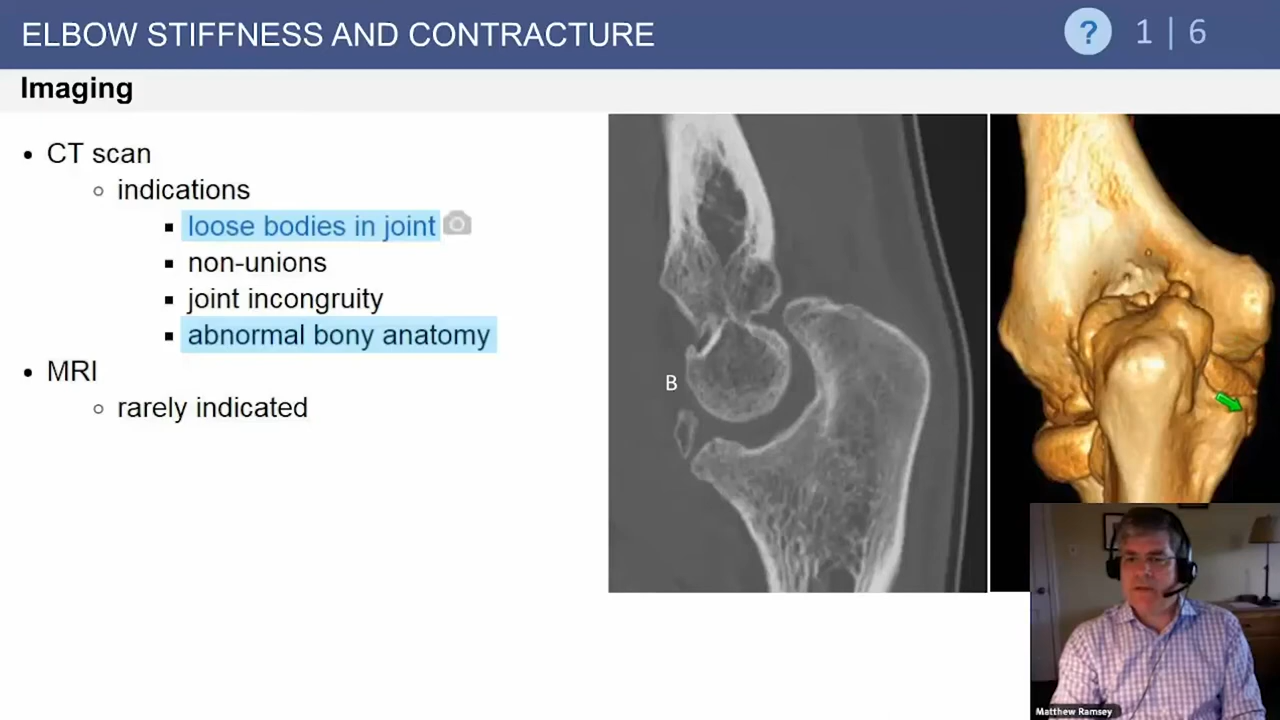 ELBOW STIFFNESS AND CONTRACTURE
? 1 | 6
Imaging
• CT scan
○ indications
▪ loose bodies in joint
▪ non-unions
▪ joint incongruity
▪ abnormal bony anatomy
• MRI
○ rarely indicated
B
Matthew Ramsey